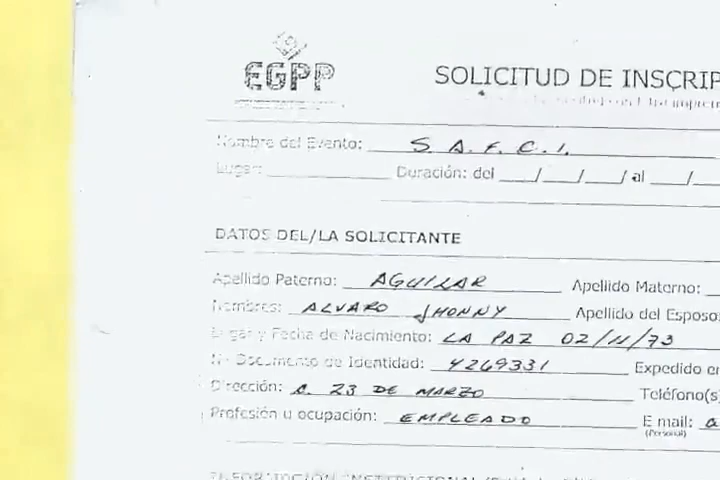 EGPP
SOLICITUD DE INSCRIP
Nombre del Evento: S. A. F. C. I.
Lugar: Duración: del / / / al /
DATOS DEL/LA SOLICITANTE
Apellido Paterno: AGUILAR Apellido Materno:
Nombres: ALVARO JHONNY Apellido del Esposo:
Lugar y Fecha de Nacimiento: LA PAZ 02/11/73
Nº Documento de Identidad: 4269331 Expedido en
Dirección: C. 23 DE MARZO Teléfono(s)
Profesión u ocupación: EMPLEADO E mail: a
(Personal)